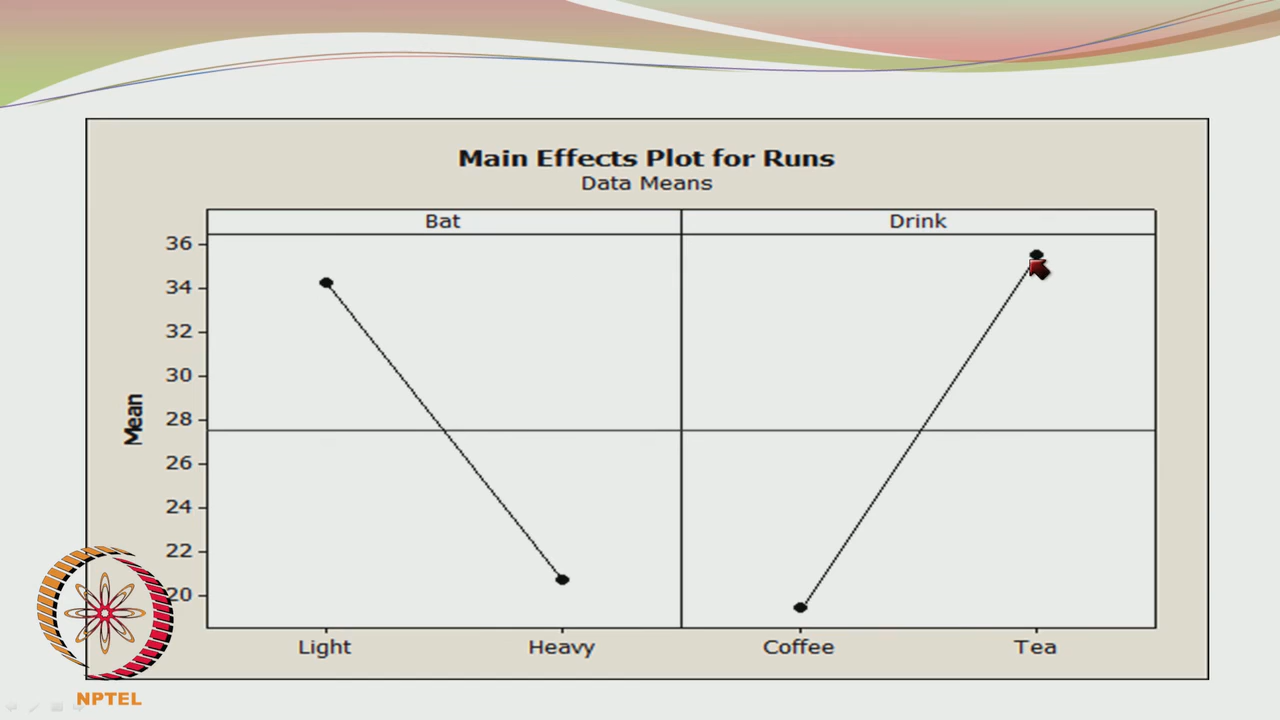 Main Effects Plot for Runs
Data Means
Bat Drink
36
34
32
30
28
26
24
22
20
Mean
Light Heavy Coffee Tea
NPTEL